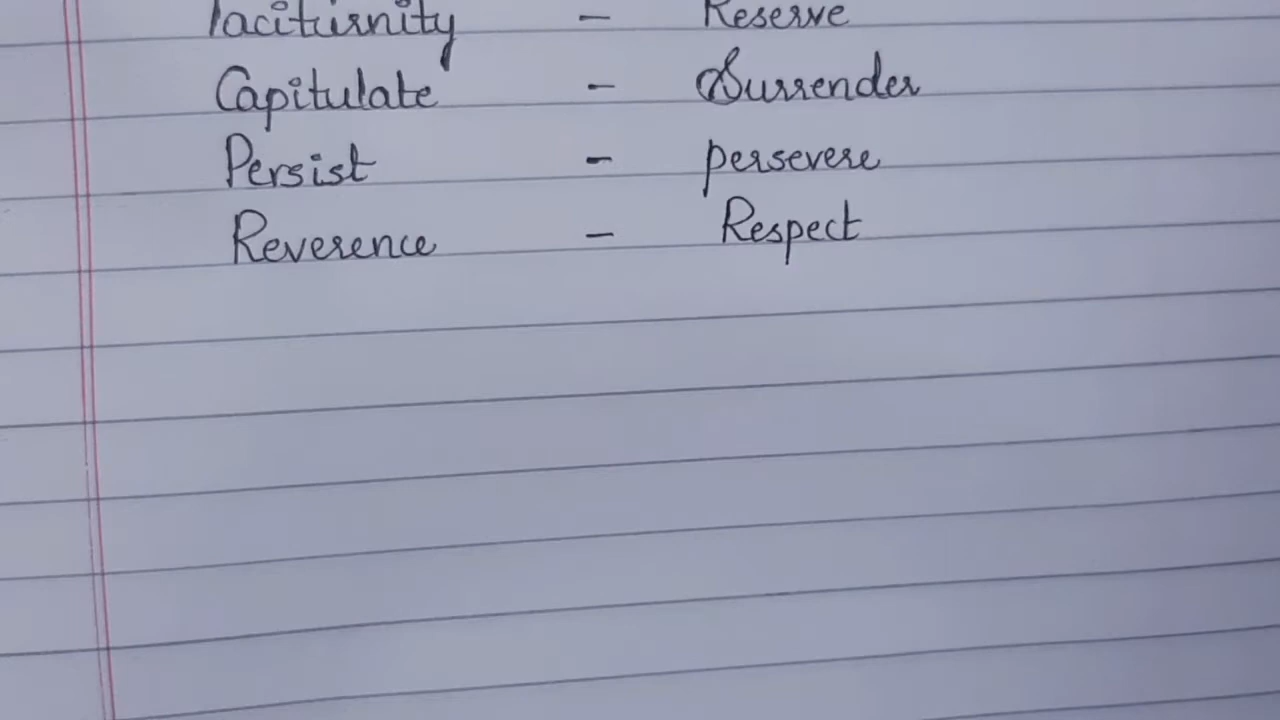 Taciturnity - Reserve
Capitulate - Surrender
Persist - persevere
Reverence - Respect